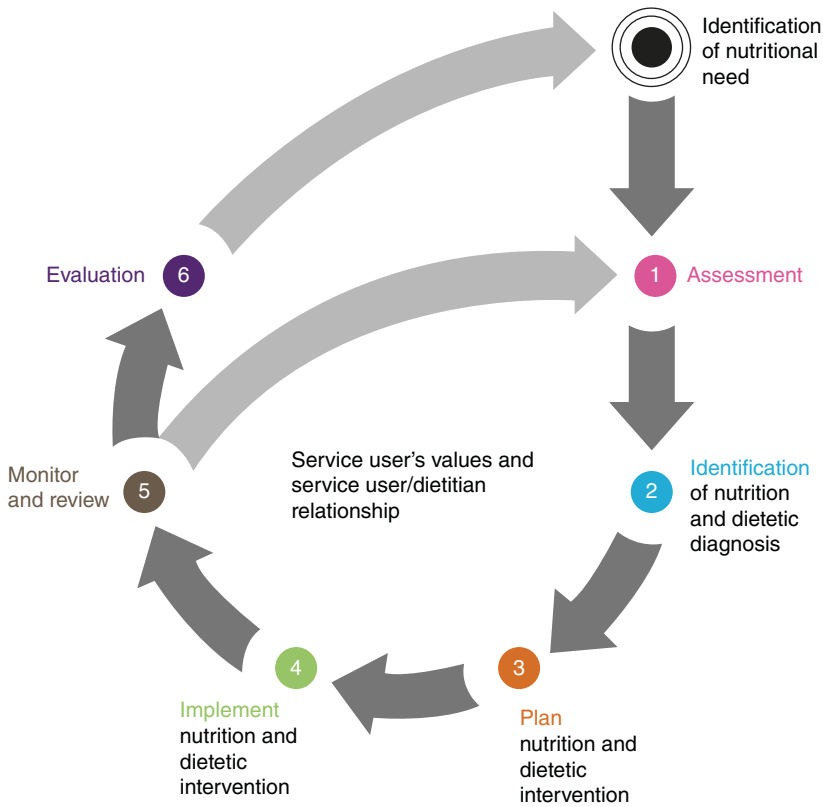 Identification
of nutritional
need
1 Assessment
2 Identification
of nutrition
and dietetic
diagnosis
3
Plan
nutrition and
dietetic
intervention
4
Implement
nutrition and
dietetic
intervention
Monitor
and review 5
Evaluation 6
Service user's values and
service user/dietitian
relationship